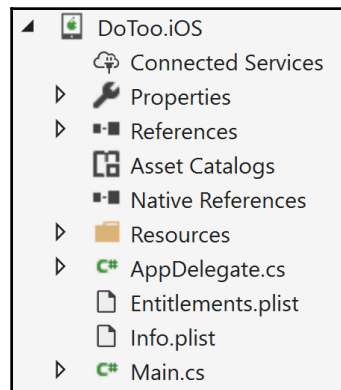 DoToo.iOS
Connected Services
Properties
References
Asset Catalogs
Native References
Resources
C# AppDelegate.cs
Entitlements.plist
Info.plist
C# Main.cs